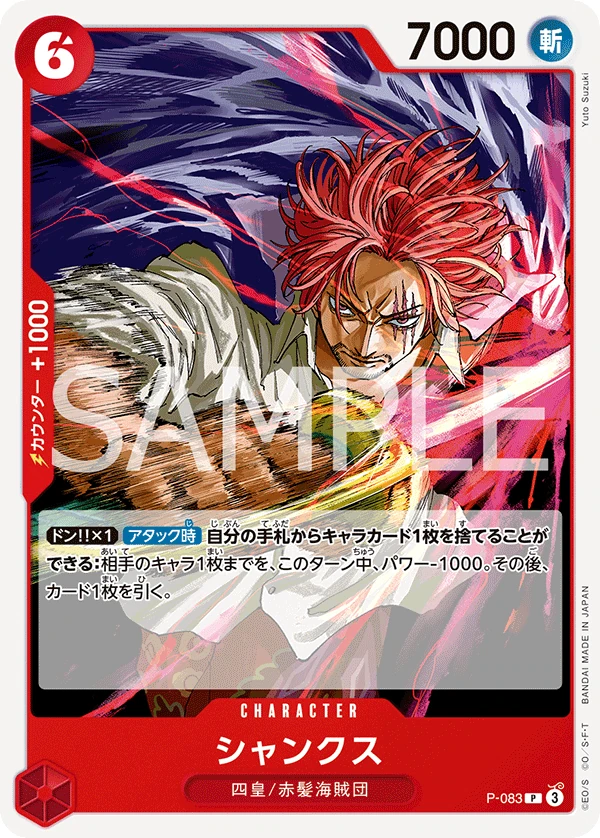 6
7000
斬
Yuto Suzuki
カウンター +1000
SAMPLE
ドン!!×1 アタック時 自分の手札からキャラカード1枚を捨てることが
できる:相手のキャラ1枚までを、このターン中、パワー-1000。その後、
カード1枚を引く。
CHARACTER
シャンクス
四皇/赤髪海賊団
P-083 P 3
©E.O/S ©O/S・F・T BANDAI MADE IN JAPAN